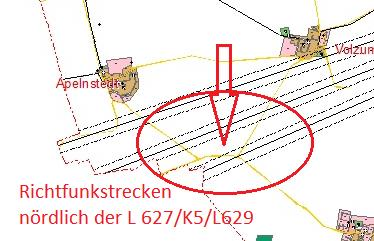 Volzum
Apelnstedt
Richtfunkstrecken
nördlich der L 627/K5/L629